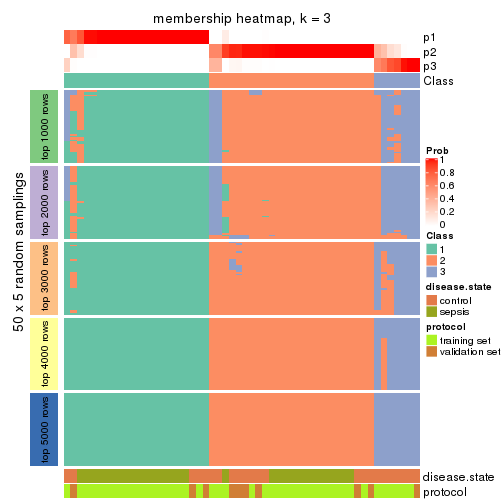 membership heatmap, k = 3
p1
p2
p3
Class
50 x 5 random samplings
top 1000 rows
top 2000 rows
top 3000 rows
top 4000 rows
top 5000 rows
Prob
1
0.8
0.6
0.4
0.2
0
Class
1
2
3
disease.state
control
sepsis
protocol
training set
validation set
disease.state
protocol